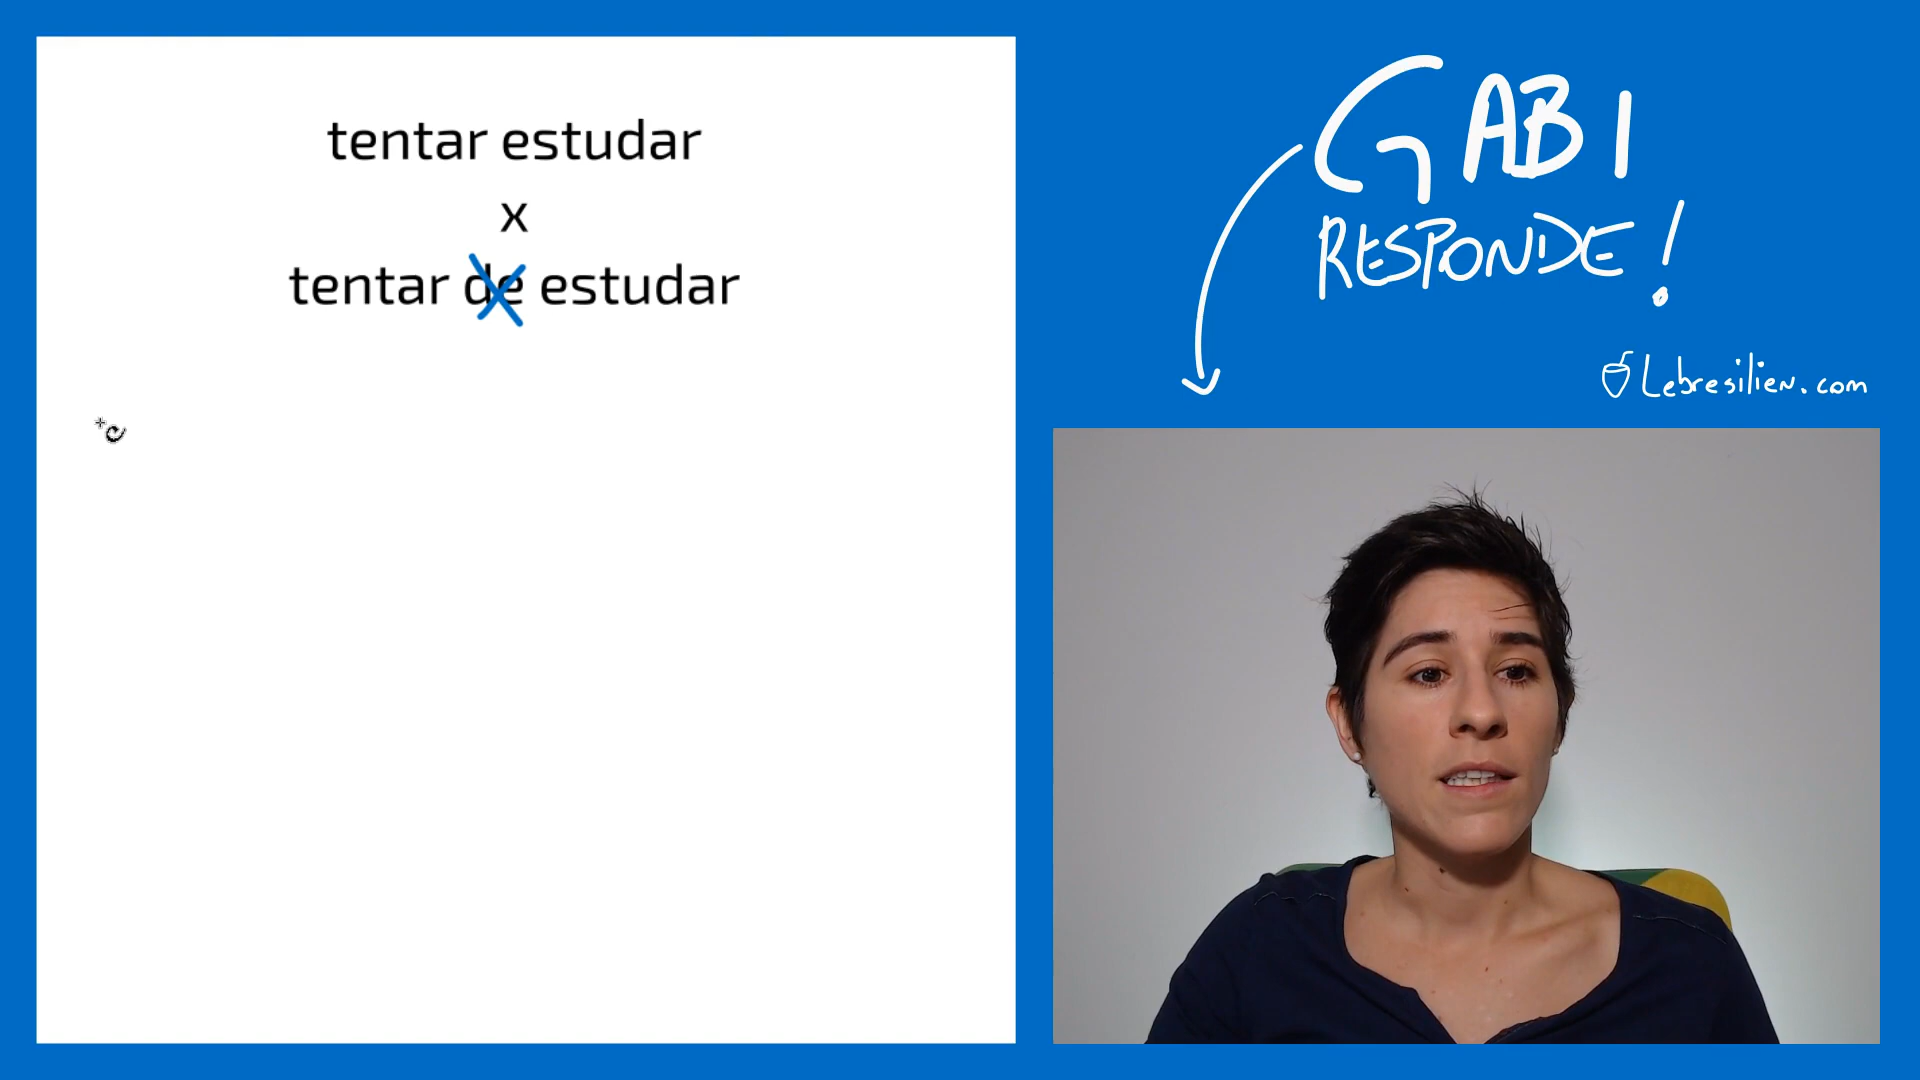 tentar estudar
x
tentar de estudar
GABI
RESPONDE!
Lebresilien.com